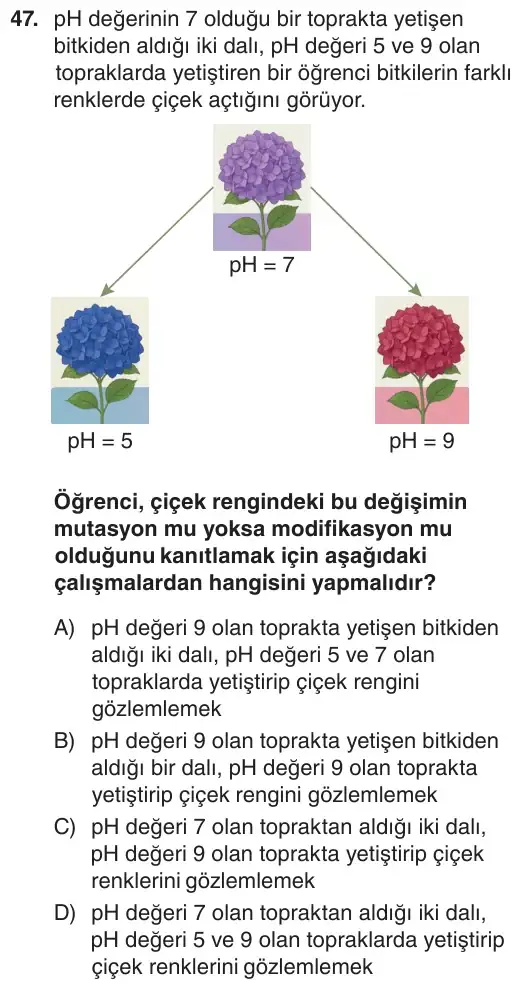 47. pH değerinin 7 olduğu bir toprakta yetişen
bitkiden aldığı iki dalı, pH değeri 5 ve 9 olan
topraklarda yetiştiren bir öğrenci bitkilerin farklı
renklerde çiçek açtığını görüyor.
pH = 7
pH = 5
pH = 9
Öğrenci, çiçek rengindeki bu değişimin
mutasyon mu yoksa modifikasyon mu
olduğunu kanıtlamak için aşağıdaki
çalışmalardan hangisini yapmalıdır?
A) pH değeri 9 olan toprakta yetişen bitkiden
aldığı iki dalı, pH değeri 5 ve 7 olan
topraklarda yetiştirip çiçek rengini
gözlemlemek
B) pH değeri 9 olan toprakta yetişen bitkiden
aldığı bir dalı, pH değeri 9 olan toprakta
yetiştirip çiçek rengini gözlemlemek
C) pH değeri 7 olan topraktan aldığı iki dalı,
pH değeri 9 olan toprakta yetiştirip çiçek
renklerini gözlemlemek
D) pH değeri 7 olan topraktan aldığı iki dalı,
pH değeri 5 ve 9 olan topraklarda yetiştirip
çiçek renklerini gözlemlemek